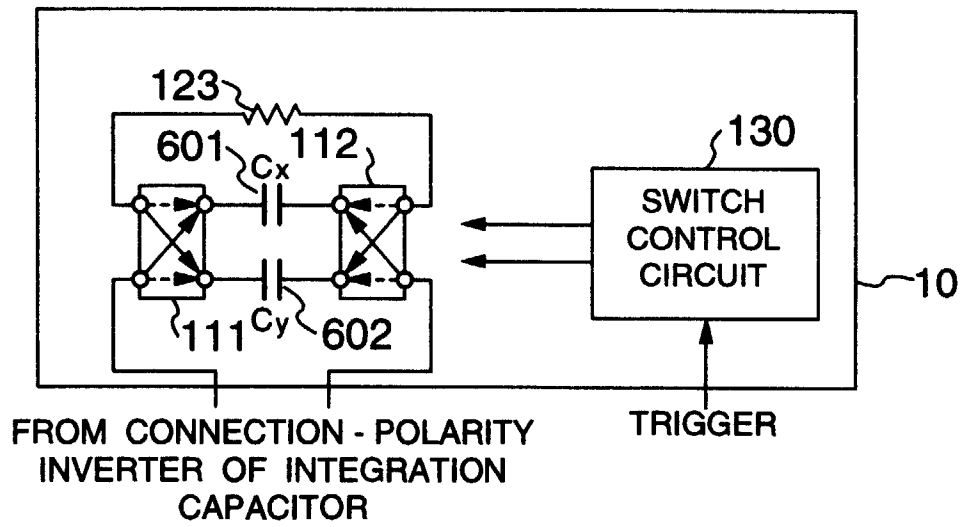 123
601
112
Cx
130
SWITCH
CONTROL
CIRCUIT
10
111
Cy
602
FROM CONNECTION - POLARITY
INVERTER OF INTEGRATION
CAPACITOR
TRIGGER